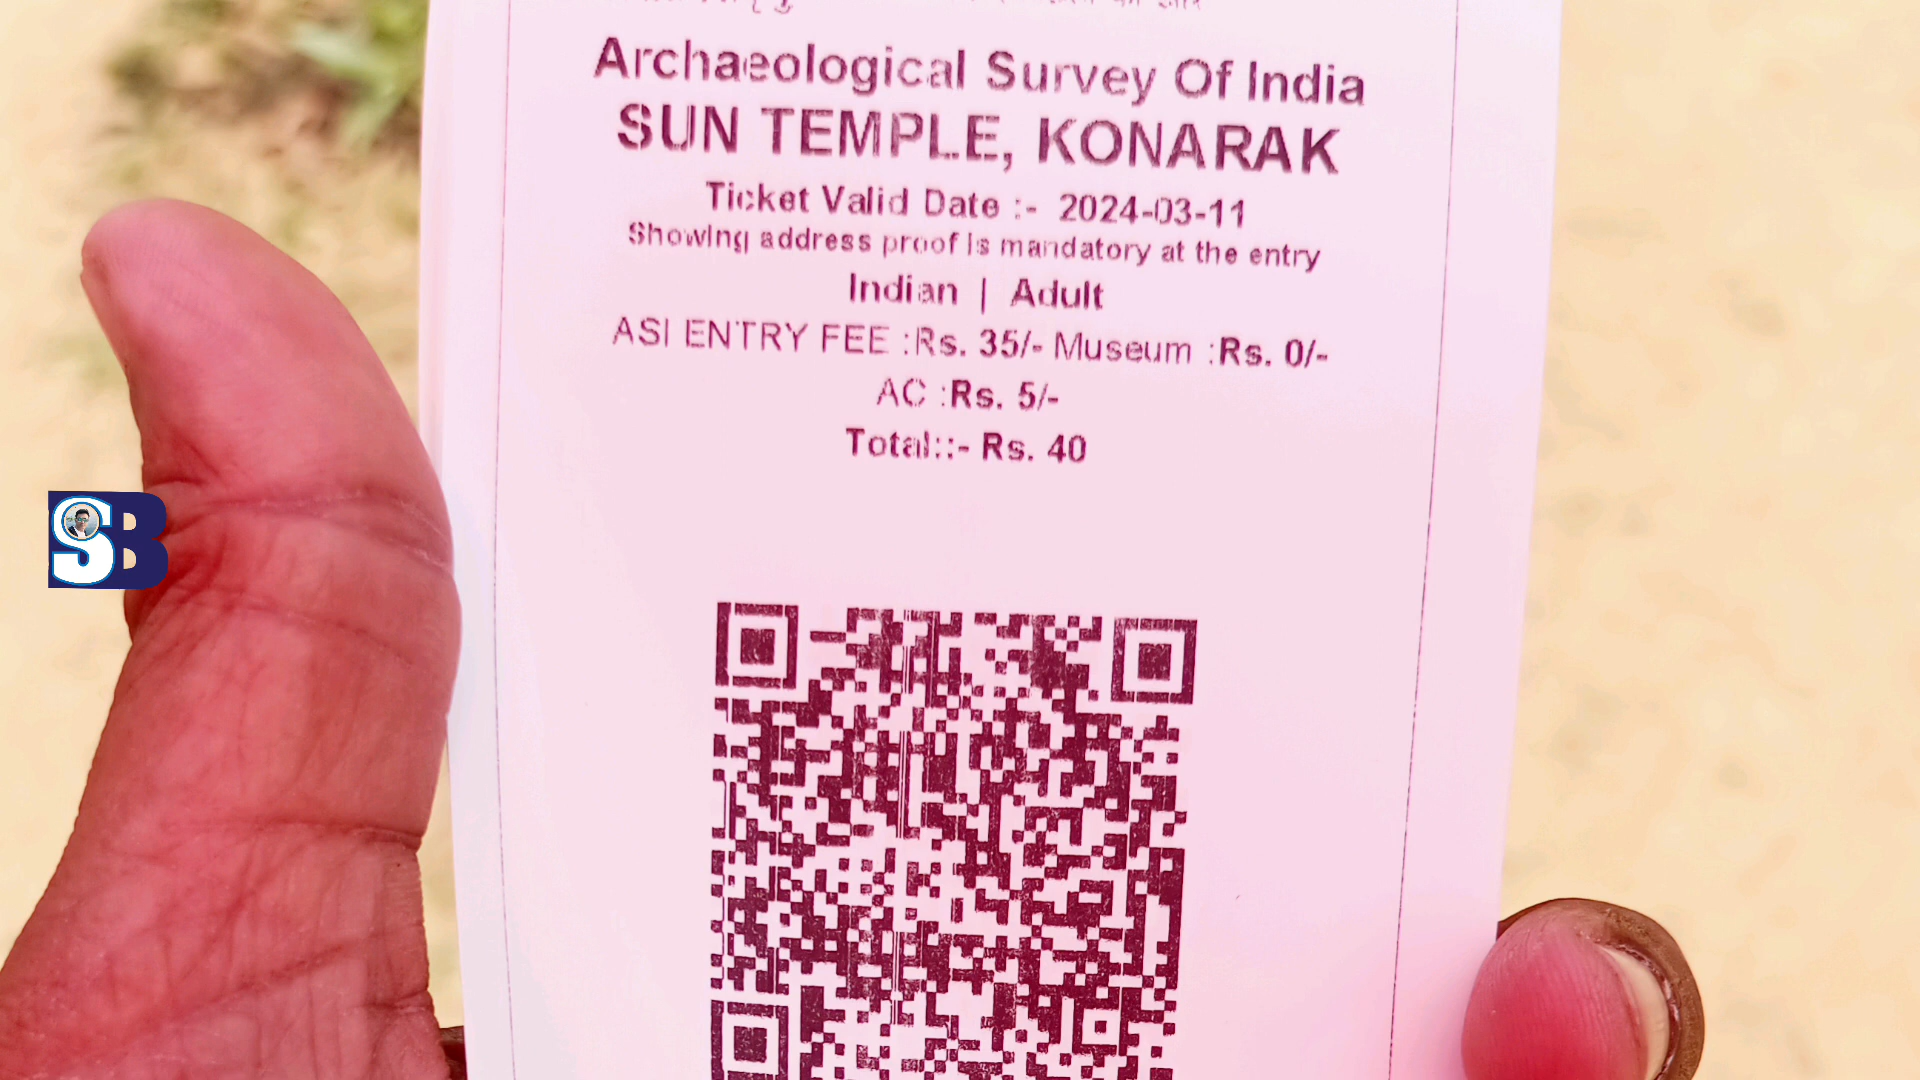 Archaeological Survey Of India
SUN TEMPLE, KONARAK
Ticket Valid Date :- 2024-03-11
Showing address proof is mandatory at the entry
Indian | Adult
ASI ENTRY FEE :Rs. 35/- Museum :Rs. 0/-
AC :Rs. 5/-
Total::- Rs. 40
SB